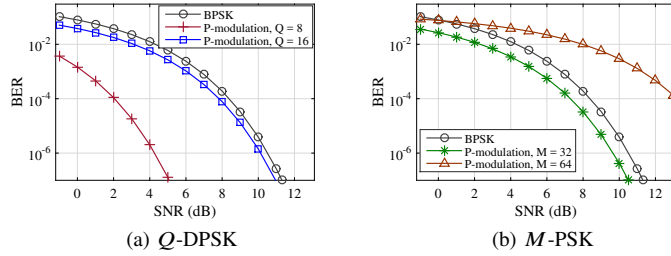 BER
10^-2
10^-4
10^-6
BPSK
P-modulation, Q = 8
P-modulation, Q = 16
0 2 4 6 8 10 12
SNR (dB)
(a) Q-DPSK
BER
10^-2
10^-4
10^-6
BPSK
P-modulation, M = 32
P-modulation, M = 64
0 2 4 6 8 10 12
SNR (dB)
(b) M-PSK